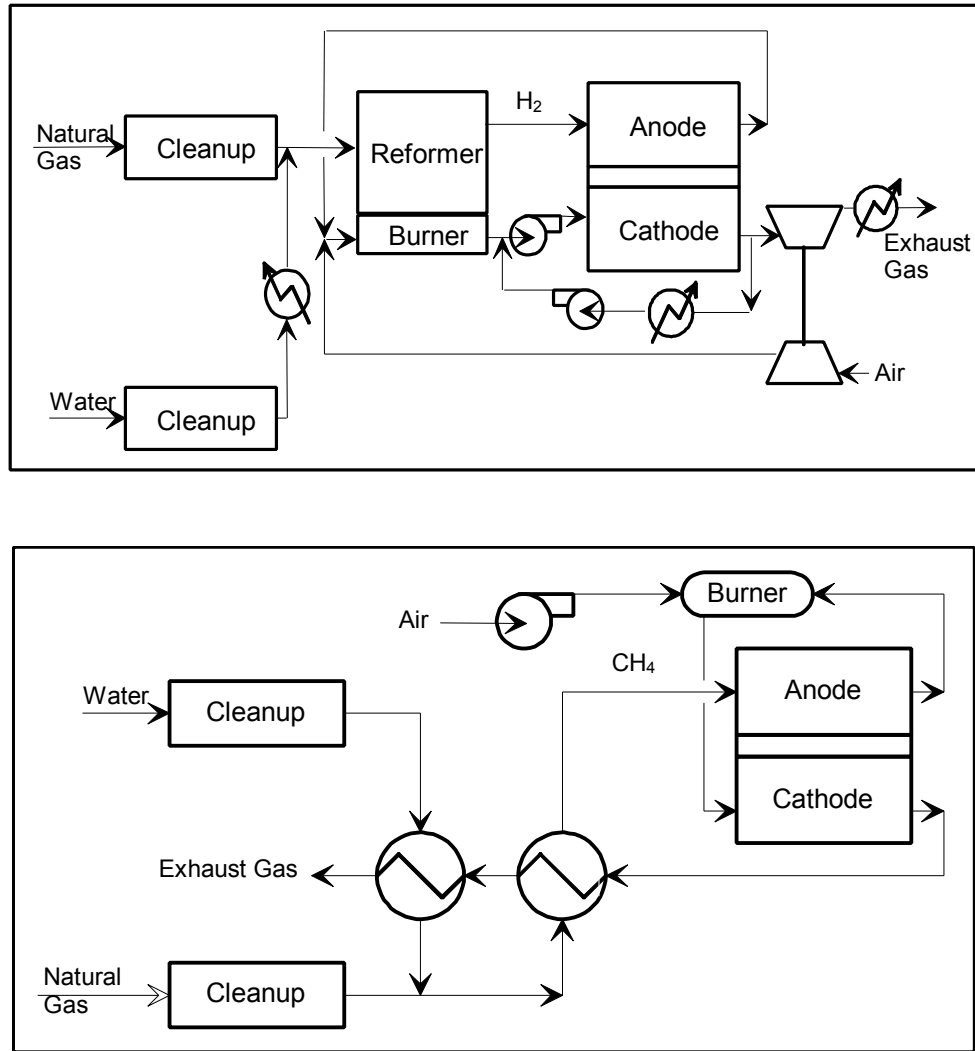 H₂
Natural
Gas
Cleanup
Reformer
Anode
Burner
Cathode
Exhaust
Gas
Water
Cleanup
Air
Burner
Air
CH₄
Water
Cleanup
Anode
Cathode
Exhaust Gas
Natural
Gas
Cleanup